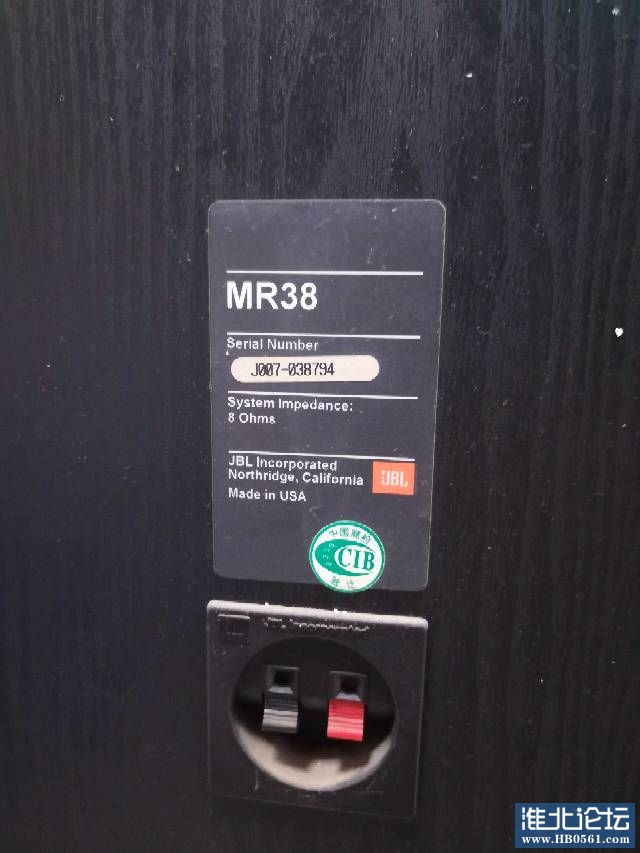 MR38
Serial Number
J007-038794
System Impedance:
8 Ohms
JBL Incorporated
Northridge, California
Made in USA
JBL
CIB
Incorporated
淮北论坛
www.HB0561.com